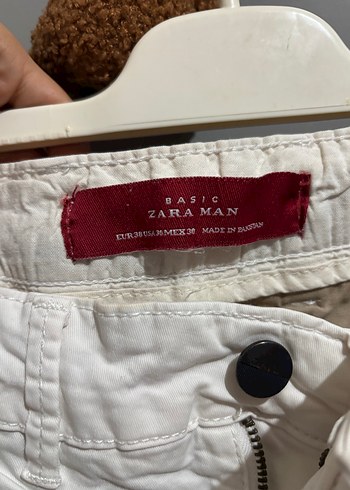 BASIC
ZARA MAN
EUR 38 USA 30 MEX 30 MADE IN PAKISTAN